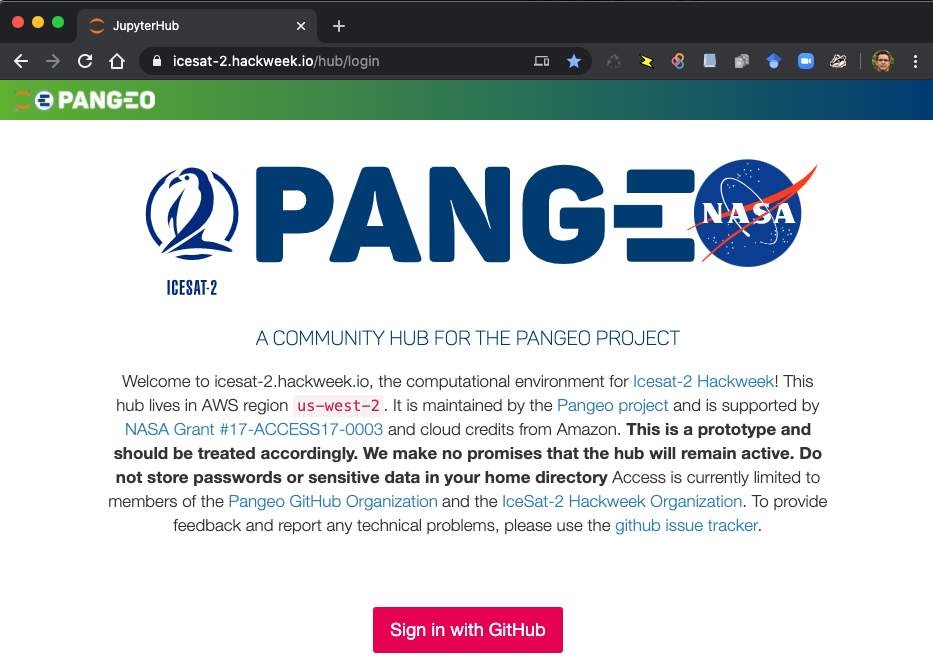 JupyterHub
icesat-2.hackweek.io/hub/login
PANGEO
PANGEO
NASA
ICESAT-2
A COMMUNITY HUB FOR THE PANGEO PROJECT
Welcome to icesat-2.hackweek.io, the computational environment for Icesat-2 Hackweek! This
hub lives in AWS region us-west-2. It is maintained by the Pangeo project and is supported by
NASA Grant #17-ACCESS17-0003 and cloud credits from Amazon. This is a prototype and
should be treated accordingly. We make no promises that the hub will remain active. Do
not store passwords or sensitive data in your home directory Access is currently limited to
members of the Pangeo GitHub Organization and the IceSat-2 Hackweek Organization. To provide
feedback and report any technical problems, please use the github issue tracker.
Sign in with GitHub